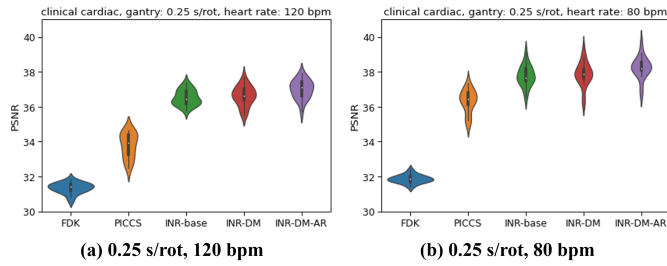 clinical cardiac, gantry: 0.25 s/rot, heart rate: 120 bpm
40
38
36
34
32
30
PSNR
FDK PICCS INR-base INR-DM INR-DM-AR
(a) 0.25 s/rot, 120 bpm
clinical cardiac, gantry: 0.25 s/rot, heart rate: 80 bpm
40
38
36
34
32
30
PSNR
FDK PICCS INR-base INR-DM INR-DM-AR
(b) 0.25 s/rot, 80 bpm